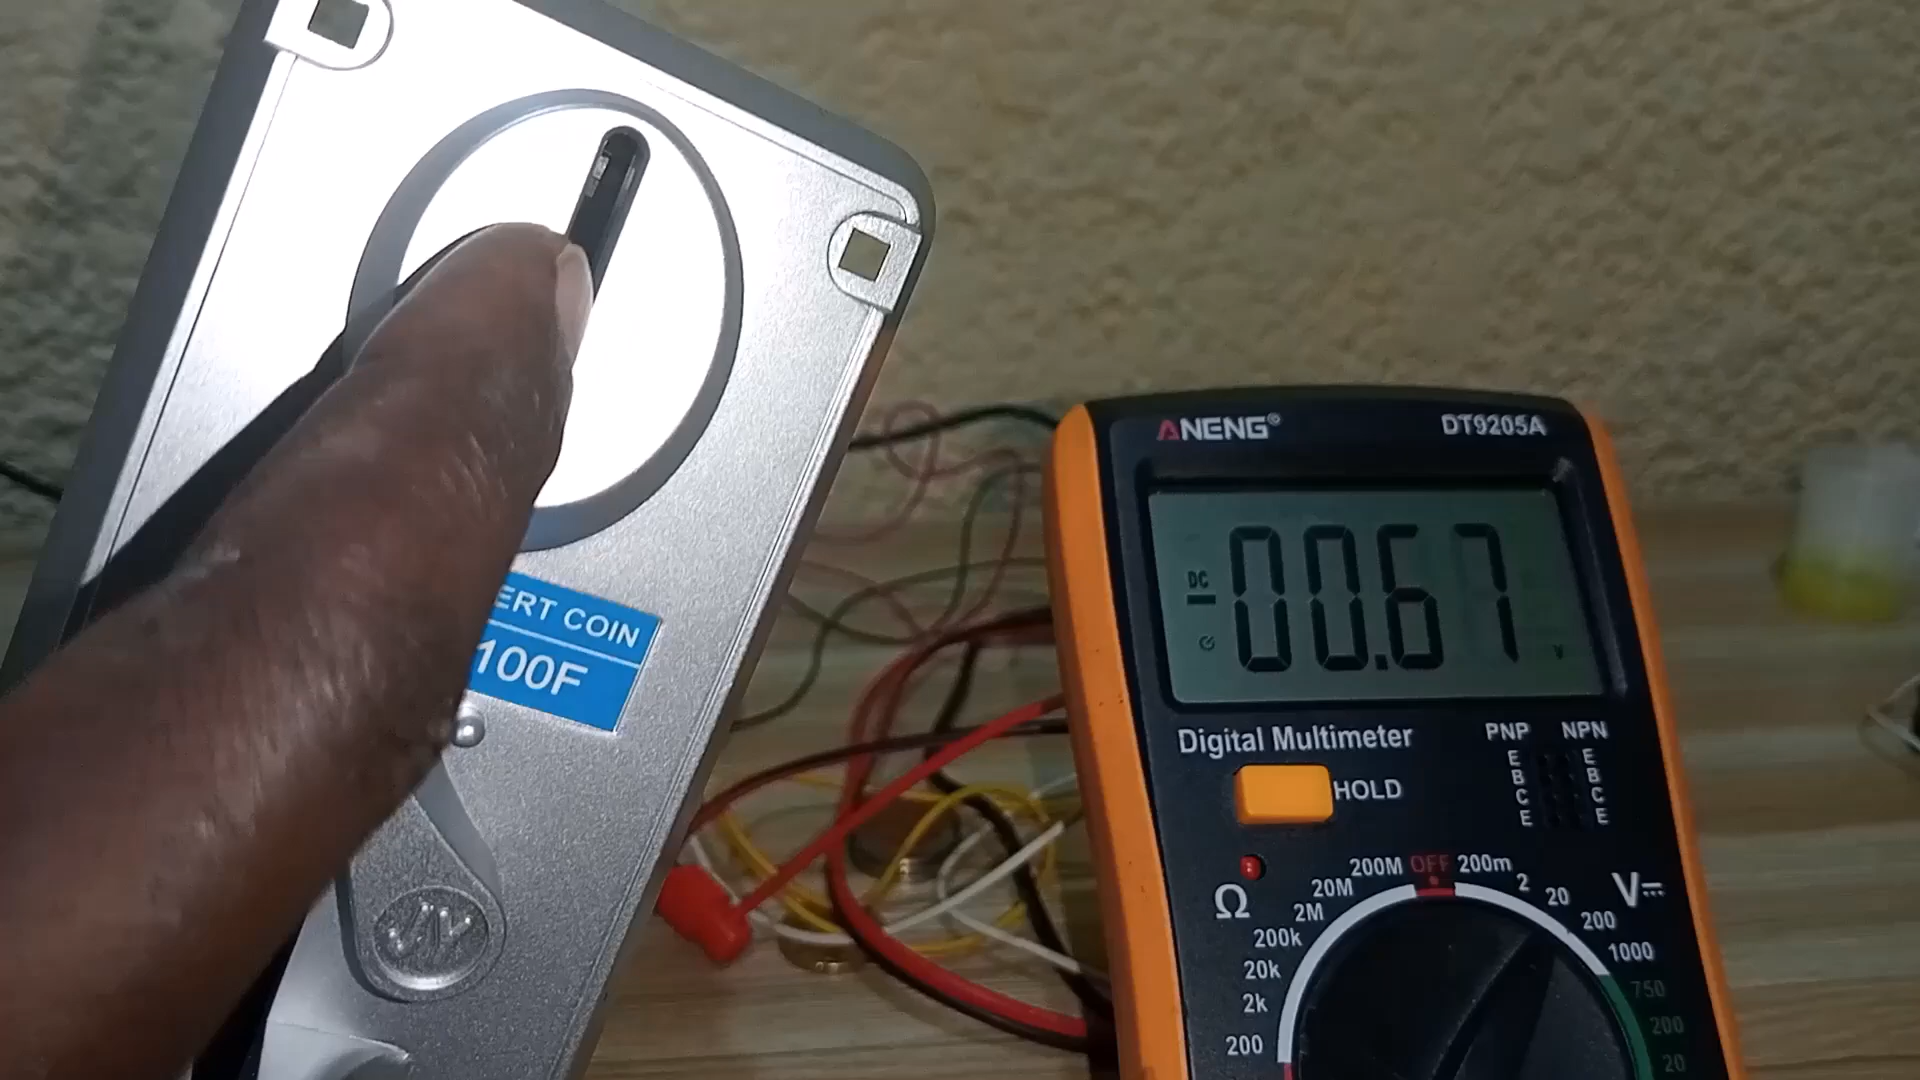 ERT COIN
100F
JY
ANENG®
DT9205A
DC
00.67
V
Digital Multimeter
PNP NPN
HOLD
E E
B B
C C
E E
Ω
200M OFF 200m
20M 2
2M 20
200k 200
20k 1000
2k 750
200 200
20
V⎓